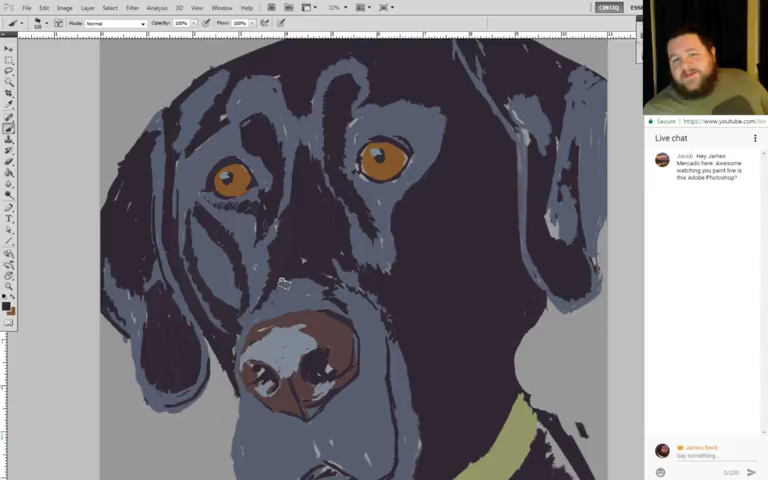 File Edit Image Layer Select Filter Analysis 3D View Window Help
32%
CINTIQ
Mode: Normal
Opacity: 100%
Flow: 100%
Secure
https://www.youtube.com/live
Live chat
Jacob Hey James
Mercado here. Awesome
watching you paint live is
this Adobe Photoshop?
James Beck
Say something...
0/200